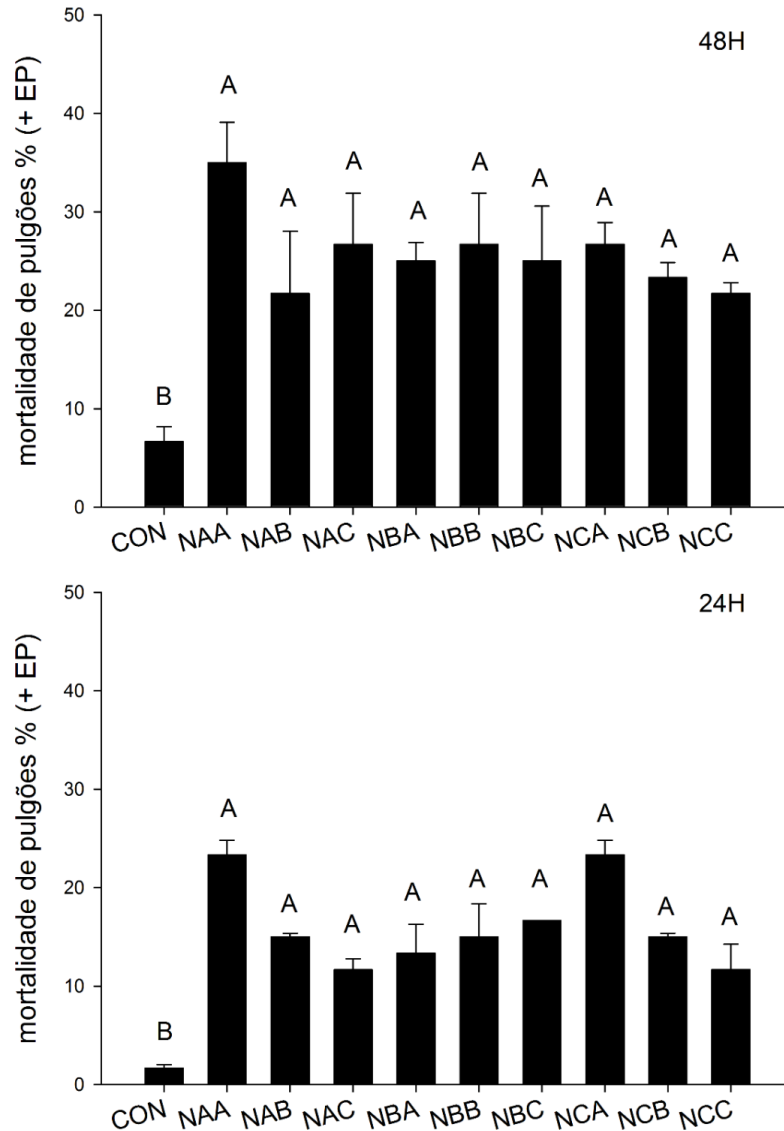 50
48H
A
40
A
A
A
A
A
A
A
A
30
20
B
10
0
mortalidade de pulgões % (+ EP)
CON NAA NAB NAC NBA NBB NBC NCA NCB NCC
50
24H
40
30
A
A
A
A
A
A
A
A
A
20
10
B
0
mortalidade de pulgões % (+ EP)
CON NAA NAB NAC NBA NBB NBC NCA NCB NCC